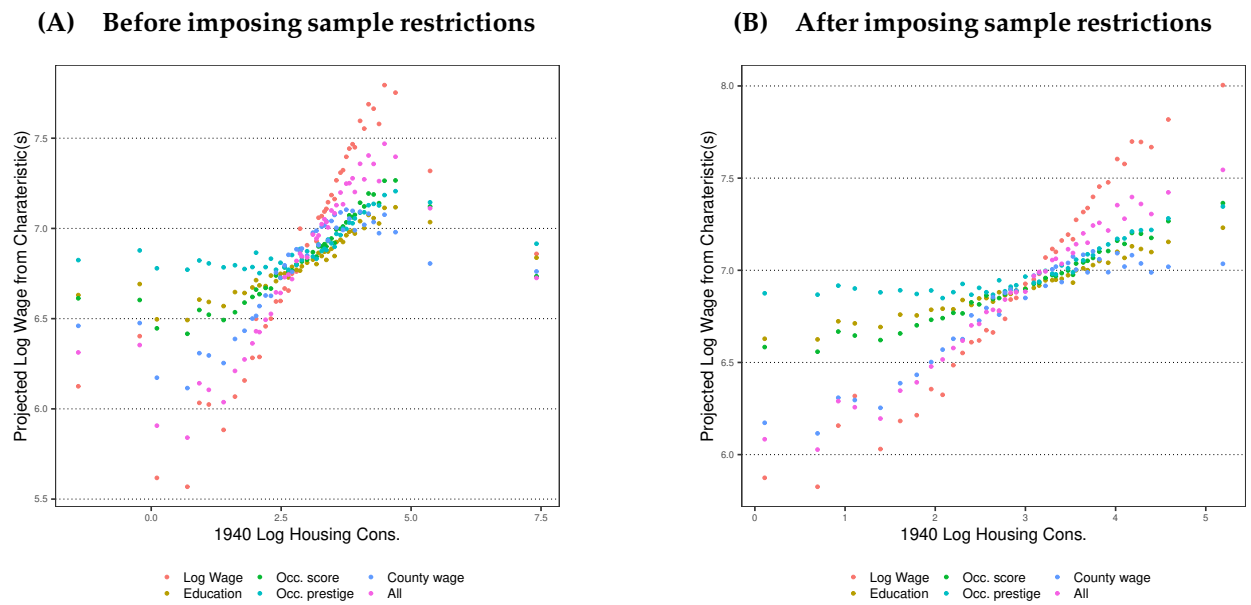 (A) Before imposing sample restrictions
Projected Log Wage from Charateristic(s)
7.5
7.0
6.5
6.0
5.5
0.0 2.5 5.0 7.5
1940 Log Housing Cons.
Log Wage Occ. score County wage
Education Occ. prestige All
(B) After imposing sample restrictions
Projected Log Wage from Charateristic(s)
8.0
7.5
7.0
6.5
6.0
0 1 2 3 4 5
1940 Log Housing Cons.
Log Wage Occ. score County wage
Education Occ. prestige All